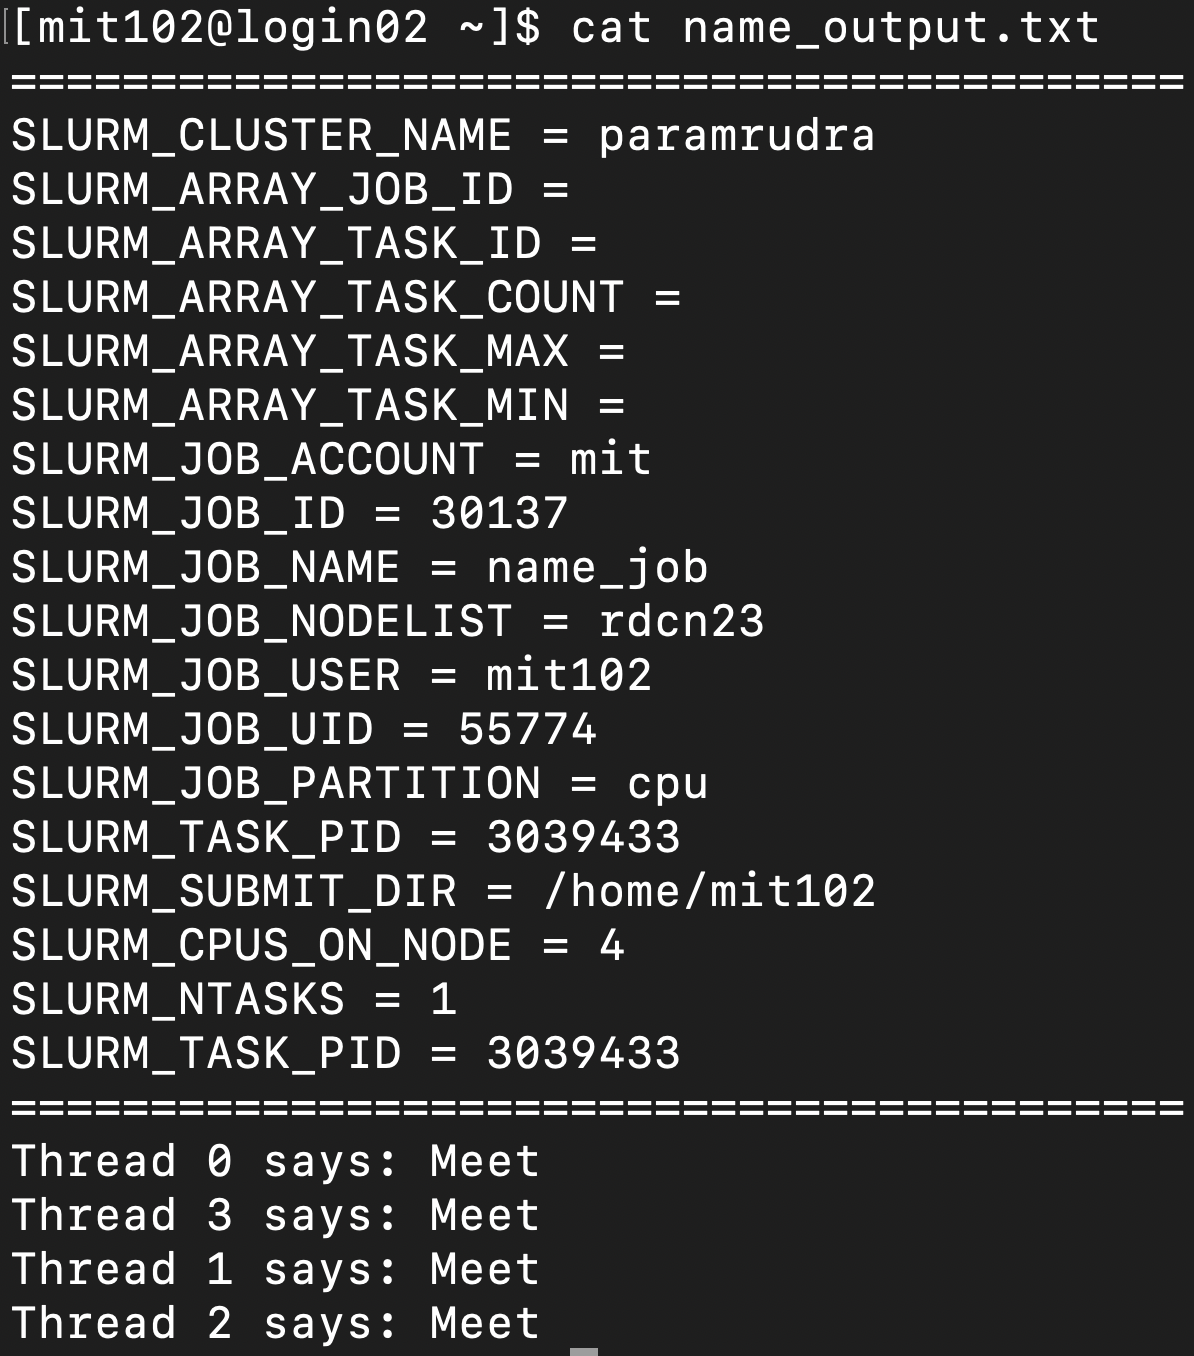 [[mit102@login02 ~]$ cat name_output.txt
==========================================
SLURM_CLUSTER_NAME = paramrudra
SLURM_ARRAY_JOB_ID =
SLURM_ARRAY_TASK_ID =
SLURM_ARRAY_TASK_COUNT =
SLURM_ARRAY_TASK_MAX =
SLURM_ARRAY_TASK_MIN =
SLURM_JOB_ACCOUNT = mit
SLURM_JOB_ID = 30137
SLURM_JOB_NAME = name_job
SLURM_JOB_NODELIST = rdcn23
SLURM_JOB_USER = mit102
SLURM_JOB_UID = 55774
SLURM_JOB_PARTITION = cpu
SLURM_TASK_PID = 3039433
SLURM_SUBMIT_DIR = /home/mit102
SLURM_CPUS_ON_NODE = 4
SLURM_NTASKS = 1
SLURM_TASK_PID = 3039433
==========================================
Thread 0 says: Meet
Thread 3 says: Meet
Thread 1 says: Meet
Thread 2 says: Meet